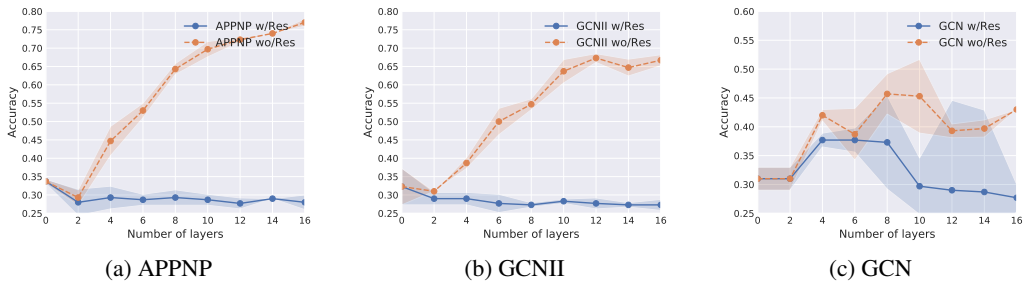 0.80
0.75
0.70
0.65
0.60
0.55
0.50
0.45
0.40
0.35
0.30
0.25
Accuracy
APPNP w/Res
APPNP wo/Res
0 2 4 6 8 10 12 14 16
Number of layers
(a) APPNP
0.80
0.75
0.70
0.65
0.60
0.55
0.50
0.45
0.40
0.35
0.30
0.25
Accuracy
GCNII w/Res
GCNII wo/Res
0 2 4 6 8 10 12 14 16
Number of layers
(b) GCNII
0.60
0.55
0.50
0.45
0.40
0.35
0.30
0.25
Accuracy
GCN w/Res
GCN wo/Res
0 2 4 6 8 10 12 14 16
Number of layers
(c) GCN